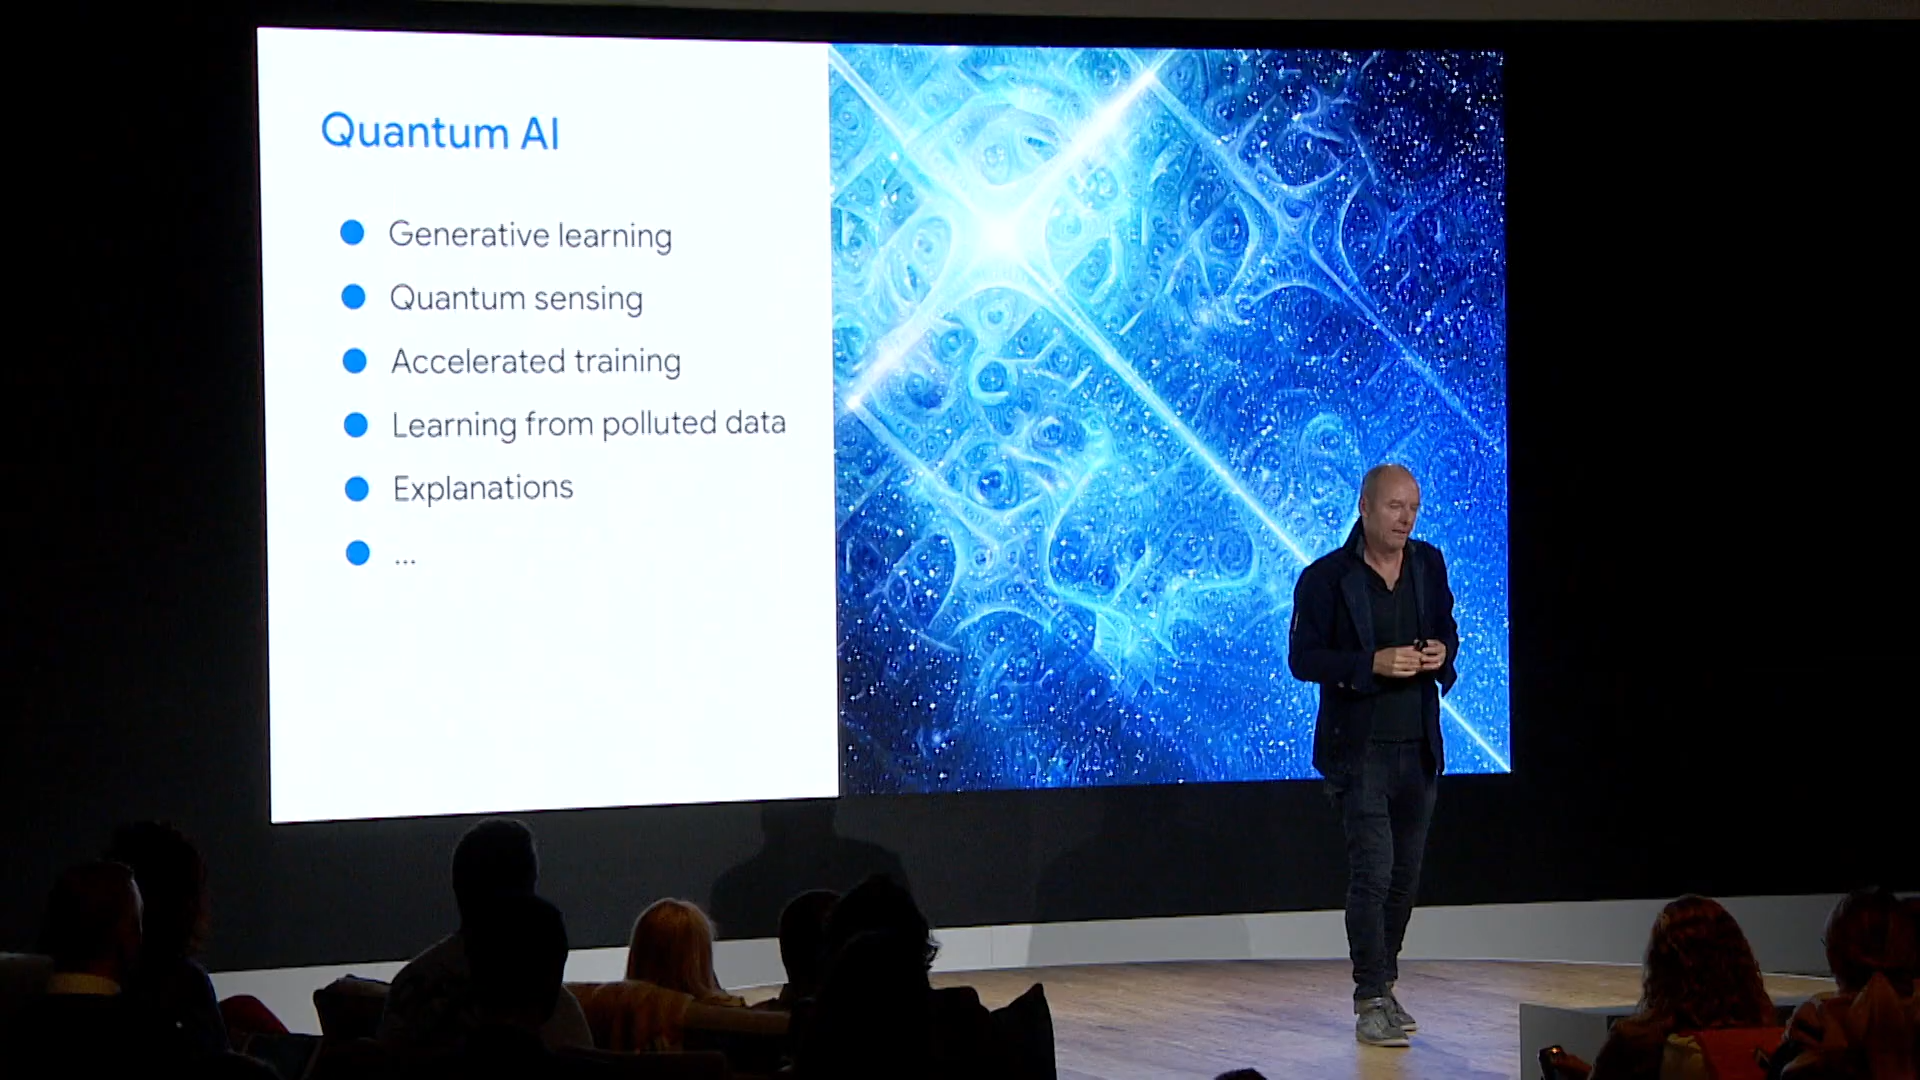 Quantum AI
Generative learning
Quantum sensing
Accelerated training
Learning from polluted data
Explanations
...